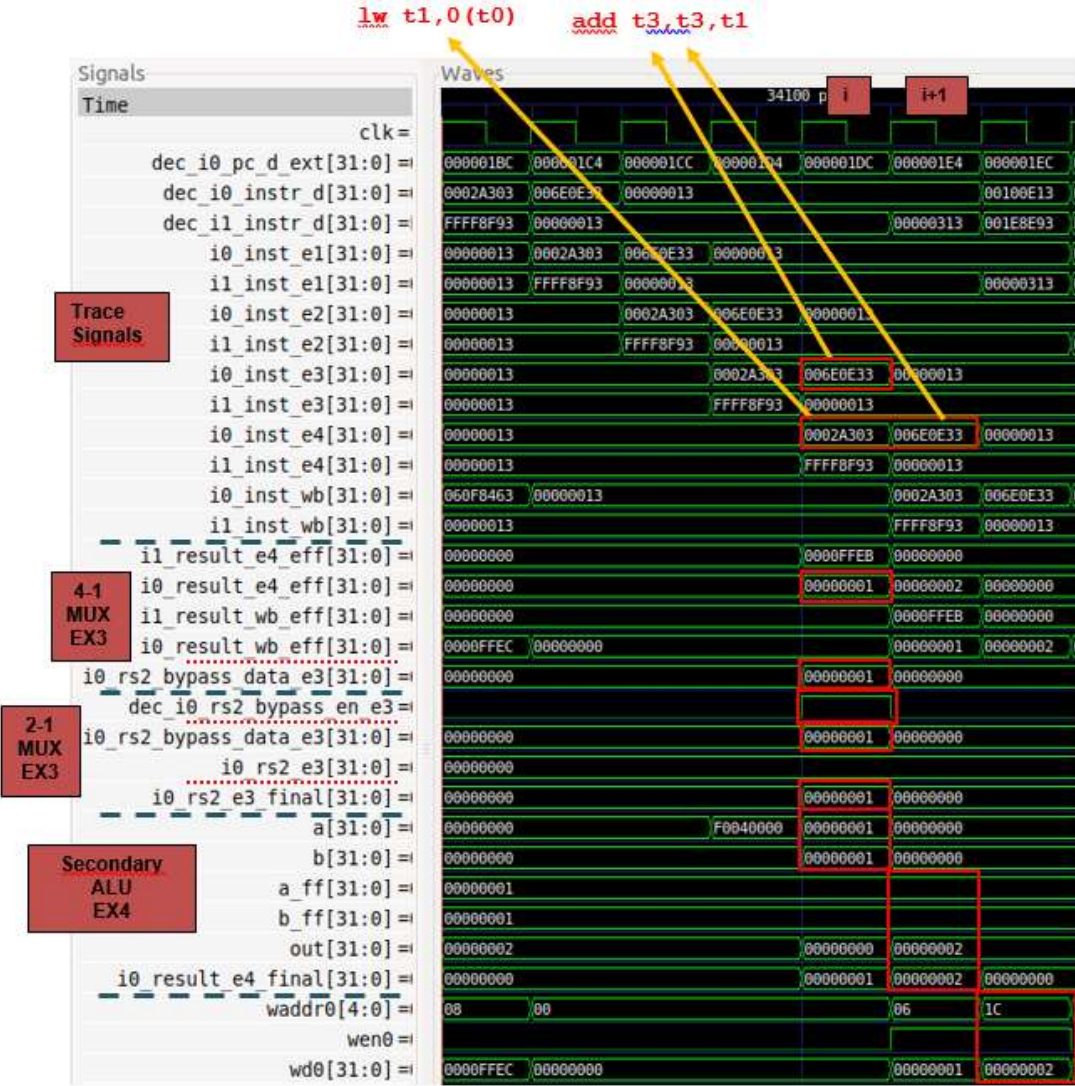 lw t1,0(t0) add t3,t3,t1
Signals Waves
Time 34100 p i i+1
clk=
dec_i0_pc_d_ext[31:0] = 000001BC 000001C4 000001CC 000001D4 000001DC 000001E4 000001EC
dec_i0_instr_d[31:0] = 0002A303 006E0E33 00000013 00100E13
dec_i1_instr_d[31:0] = FFFF8F93 00000013 00000313 001E8E93
i0_inst_e1[31:0] = 00000013 0002A303 006E0E33 00000013
i1_inst_e1[31:0] = 00000013 FFFF8F93 00000013 00000313
Trace
Signals
i0_inst_e2[31:0] = 00000013 0002A303 006E0E33 00000013
i1_inst_e2[31:0] = 00000013 FFFF8F93 00000013
i0_inst_e3[31:0] = 00000013 0002A303 006E0E33 00000013
i1_inst_e3[31:0] = 00000013 FFFF8F93 00000013
i0_inst_e4[31:0] = 00000013 0002A303 006E0E33 00000013
i1_inst_e4[31:0] = 00000013 FFFF8F93 00000013
i0_inst_wb[31:0] = 060F8463 00000013 0002A303 006E0E33
i1_inst_wb[31:0] = 00000013 FFFF8F93 00000013
i1_result_e4_eff[31:0] = 00000000 0000FFEB 00000000
4-1
MUX
EX3
i0_result_e4_eff[31:0] = 00000000 00000001 00000002 00000000
i1_result_wb_eff[31:0] = 00000000 0000FFEB 00000000
i0_result_wb_eff[31:0] = 0000FFEC 00000000 00000001 00000002
i0_rs2_bypass_data_e3[31:0] = 00000000 00000001 00000000
dec_i0_rs2_bypass_en_e3=
2-1
MUX
EX3
i0_rs2_bypass_data_e3[31:0] = 00000000 00000001 00000000
i0_rs2_e3[31:0] = 00000000
i0_rs2_e3_final[31:0] = 00000000 00000001 00000000
a[31:0] = 00000000 F0040000 00000001 00000000
Secondary
ALU
EX4
b[31:0] = 00000000 00000001 00000000
a_ff[31:0] = 00000001
b_ff[31:0] = 00000001
out[31:0] = 00000002 00000000 00000002
i0_result_e4_final[31:0] = 00000000 00000001 00000002 00000000
waddr0[4:0] = 08 00 06 1C
wen0=
wd0[31:0] = 0000FFEC 00000000 00000001 00000002